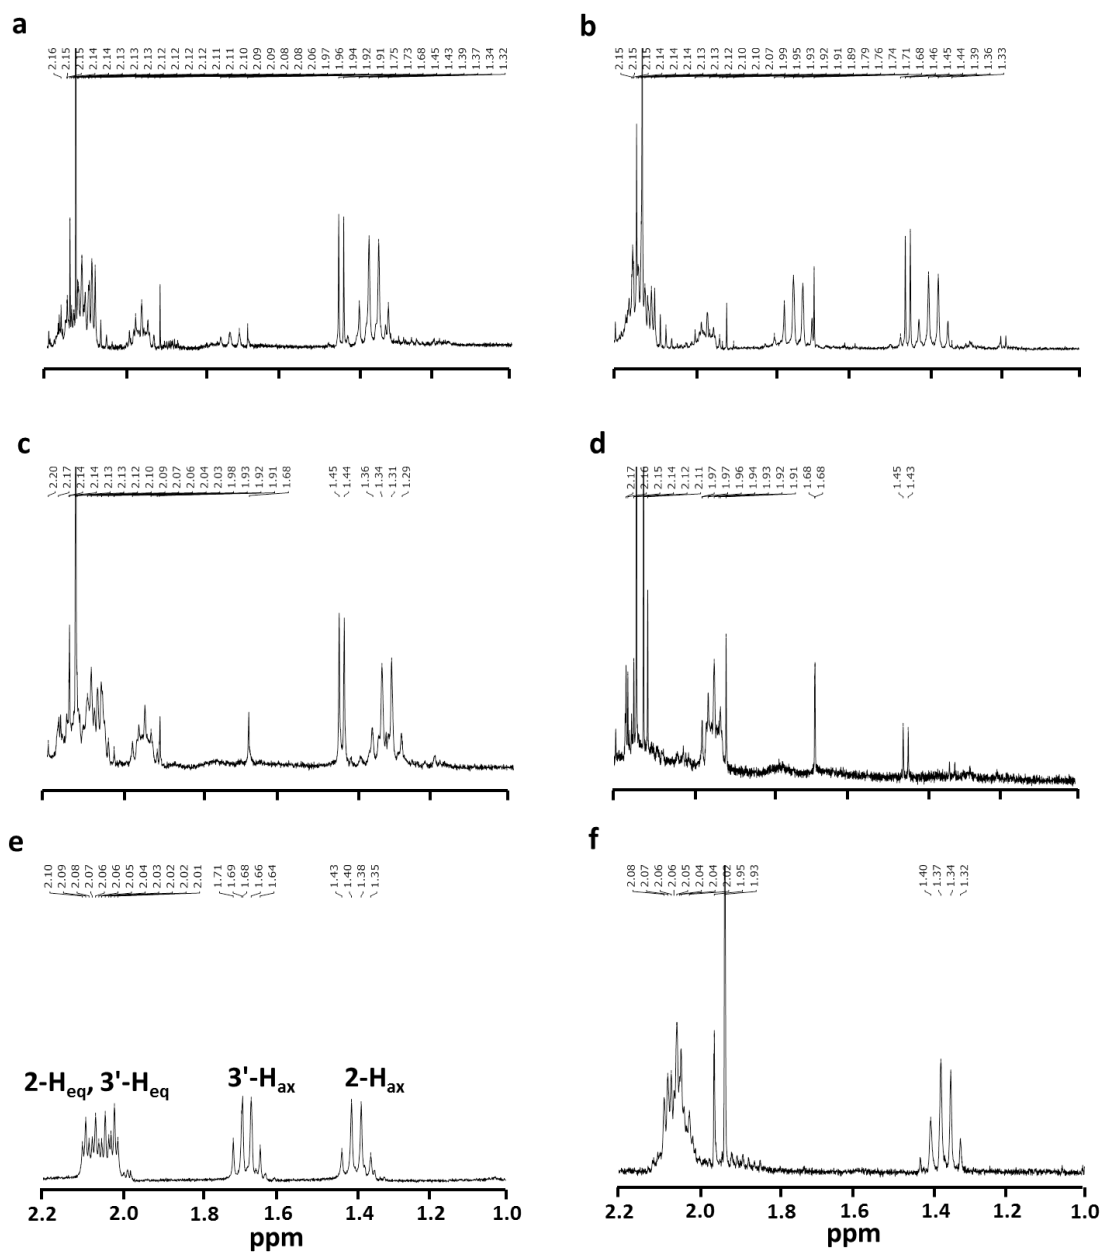 a
2.16 2.15 2.15 2.14 2.14 2.13 2.13 2.13 2.12 2.12 2.12 2.12 2.11 2.11 2.10 2.09 2.09 2.08 2.08 2.06 1.97 1.96 1.94 1.92 1.91 1.75 1.73 1.68 1.45 1.43 1.39 1.37 1.34 1.32
b
2.15 2.15 2.15 2.14 2.14 2.14 2.13 2.13 2.12 2.10 2.10 2.07 1.99 1.95 1.93 1.92 1.91 1.89 1.79 1.76 1.74 1.71 1.68 1.46 1.45 1.44 1.39 1.36 1.33
c
2.20 2.17 2.14 2.14 2.13 2.13 2.12 2.10 2.09 2.07 2.06 2.04 2.03 1.98 1.93 1.92 1.91 1.68 1.45 1.44 1.36 1.34 1.31 1.29
d
2.17 2.16 2.15 2.14 2.12 2.11 1.97 1.97 1.96 1.94 1.93 1.92 1.91 1.68 1.68 1.45 1.43
e
2.10 2.09 2.08 2.07 2.06 2.06 2.05 2.04 2.03 2.02 2.02 2.01 1.71 1.69 1.68 1.66 1.64 1.43 1.40 1.38 1.35
2-Heq, 3'-Heq
3'-Hax
2-Hax
2.2 2.0 1.8 1.6 1.4 1.2 1.0
ppm
f
2.08 2.07 2.06 2.06 2.05 2.04 2.04 2.02 1.95 1.93 1.40 1.37 1.34 1.32
2.2 2.0 1.8 1.6 1.4 1.2 1.0
ppm